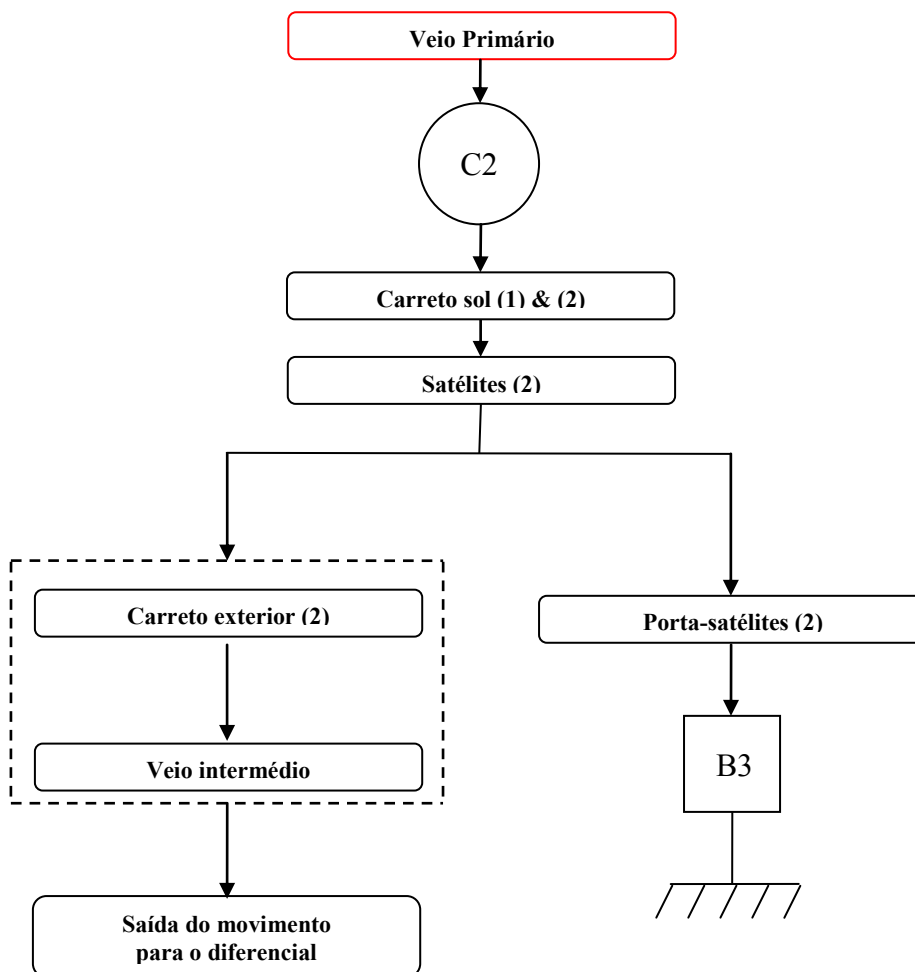 Veio Primário
C2
Carreto sol (1) & (2)
Satélites (2)
Carreto exterior (2)
Porta-satélites (2)
Veio intermédio
B3
Saída do movimento
para o diferencial